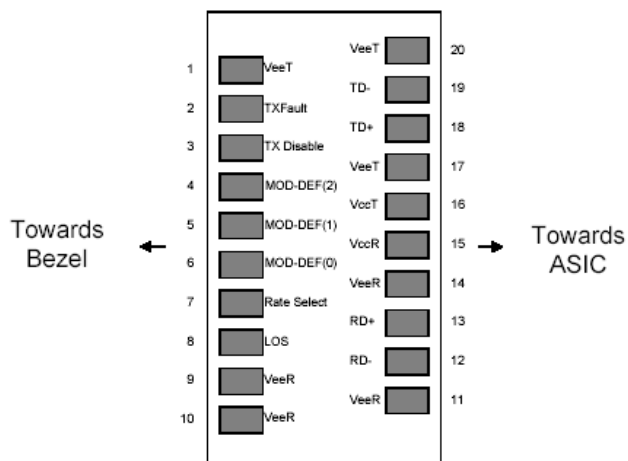 VeeT 20
1 VeeT
TD- 19
2 TXFault
TD+ 18
3 TX Disable
VeeT 17
4 MOD-DEF(2)
VccT 16
5 MOD-DEF(1)
Towards
Bezel
VccR 15
Towards
ASIC
6 MOD-DEF(0)
VeeR 14
7 Rate Select
RD+ 13
8 LOS
RD- 12
9 VeeR
VeeR 11
10 VeeR